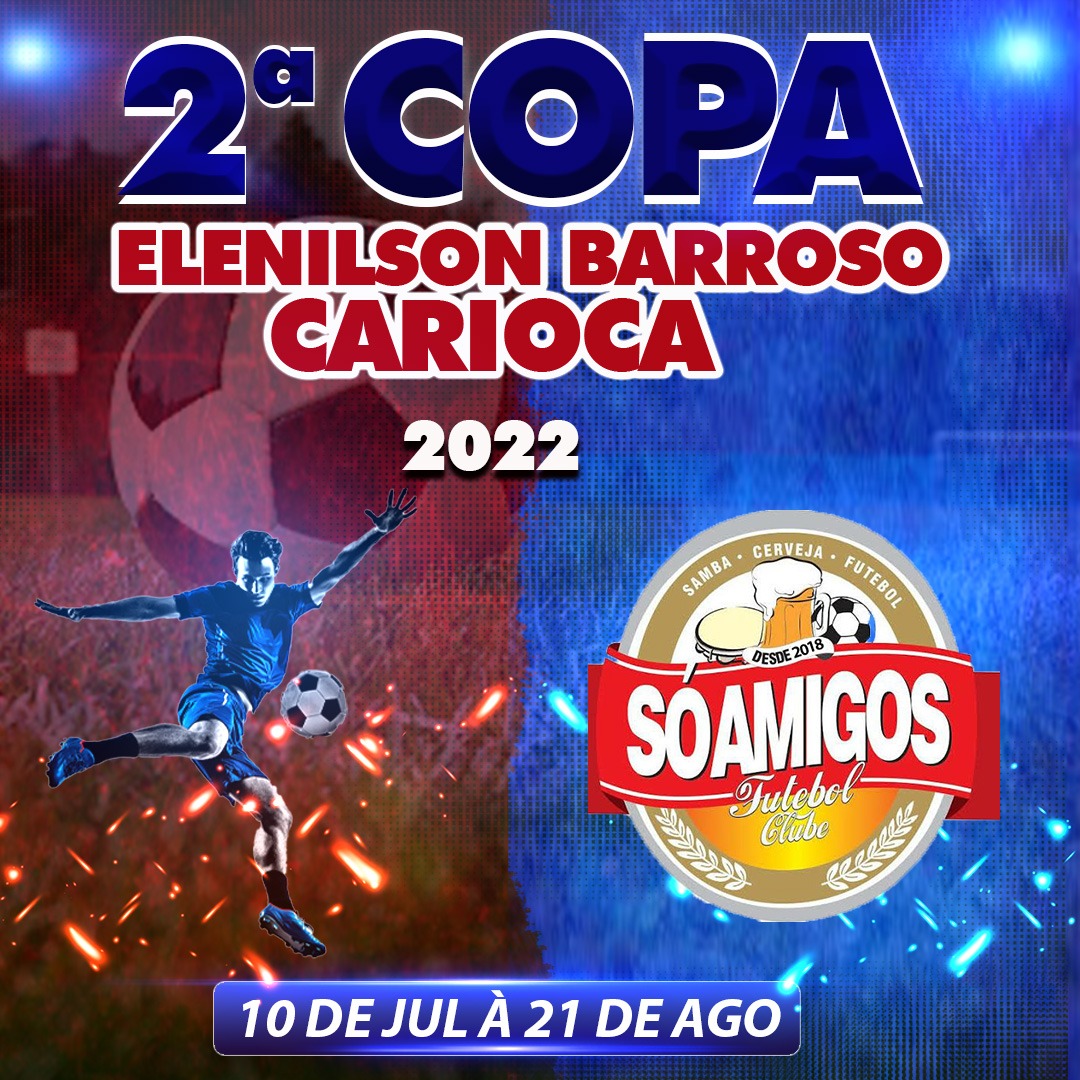 2ª COPA
ELENILSON BARROSO
CARIOCA
2022
SAMBA • CERVEJA • FUTEBOL
DESDE 2018
SÓ AMIGOS
Futebol
Clube
10 DE JUL À 21 DE AGO